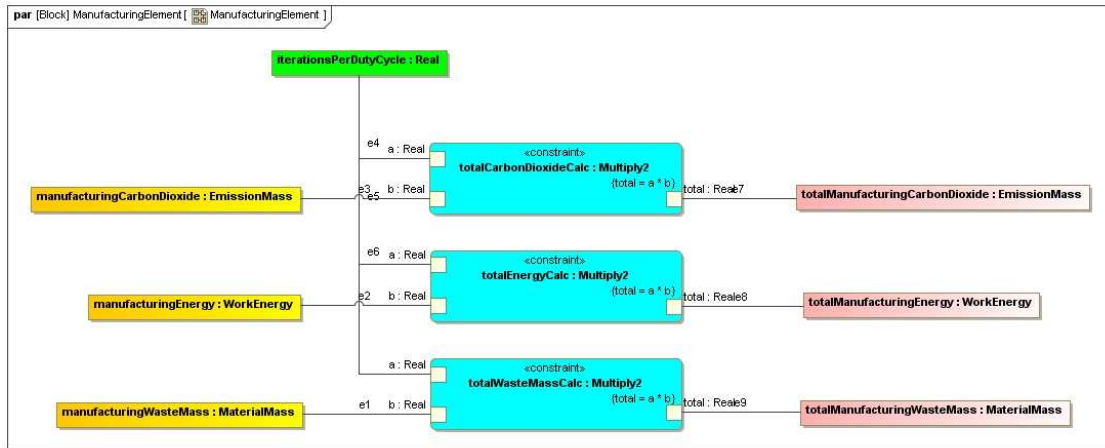 par [Block] ManufacturingElement [ ManufacturingElement ]
iterationsPerDutyCycle : Real
e4 a : Real
«constraint»
totalCarbonDioxideCalc : Multiply2
{total = a * b}
manufacturingCarbonDioxide : EmissionMass
e3 b : Real
e5
total : Real e7
totalManufacturingCarbonDioxide : EmissionMass
e6 a : Real
«constraint»
totalEnergyCalc : Multiply2
{total = a * b}
manufacturingEnergy : WorkEnergy
e2 b : Real
total : Real e8
totalManufacturingEnergy : WorkEnergy
a : Real
«constraint»
totalWasteMassCalc : Multiply2
{total = a * b}
manufacturingWasteMass : MaterialMass
e1 b : Real
total : Real e9
totalManufacturingWasteMass : MaterialMass